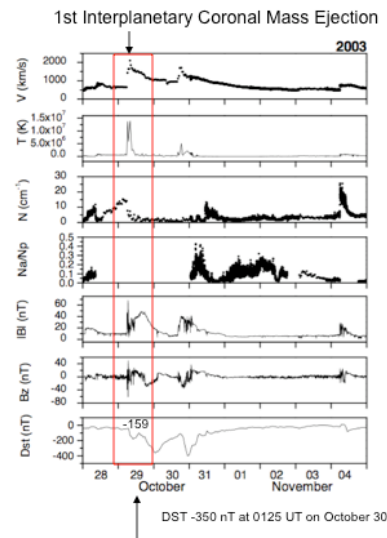 1st Interplanetary Coronal Mass Ejection
2003
V (km/s)
2000
1000
0
T (K)
1.5x10⁷
1.0x10⁷
5.0x10⁶
0.0
N (cm⁻¹)
30
20
10
0
Na/Np
0.5
0.4
0.3
0.2
0.1
0.0
IBI (nT)
60
40
20
0
Bz (nT)
40
0
-40
-80
Dst (nT)
0
-200
-400
-159
28 29 30 31 01 02 03 04
October November
DST -350 nT at 0125 UT on October 30